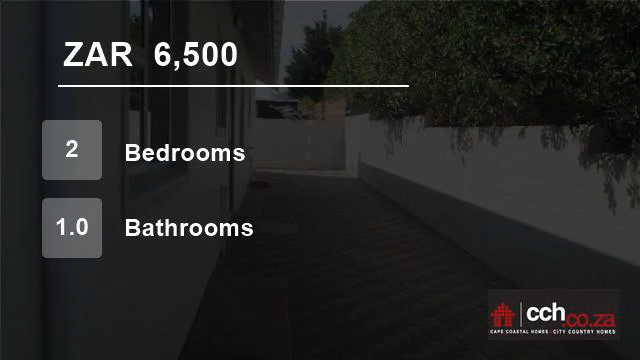 ZAR 6,500
2 Bedrooms
1.0 Bathrooms
cch.co.za
CAPE COASTAL HOMES • CITY COUNTRY HOMES